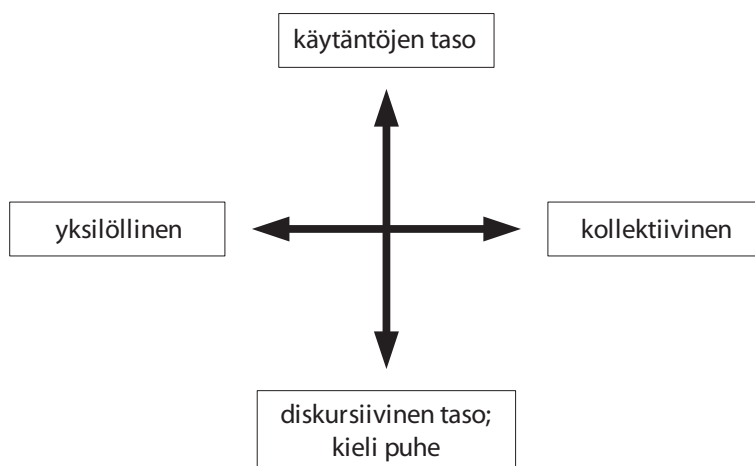 käytäntöjen taso
yksilöllinen
kollektiivinen
diskursiivinen taso;
kieli puhe